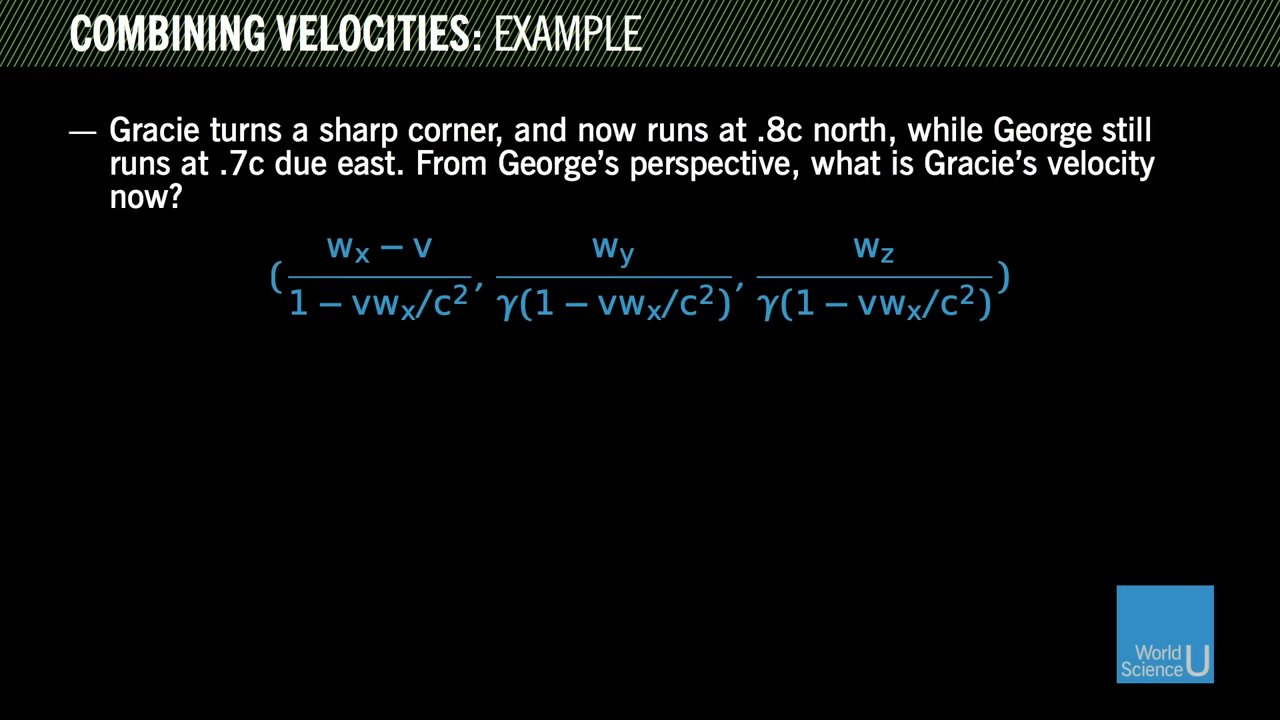 COMBINING VELOCITIES: EXAMPLE
— Gracie turns a sharp corner, and now runs at .8c north, while George still
runs at .7c due east. From George's perspective, what is Gracie's velocity
now?
( (wₓ − v)/(1 − vwₓ/c²), w_y/(γ(1 − vwₓ/c²)), w_z/(γ(1 − vwₓ/c²)) )
World
Science U